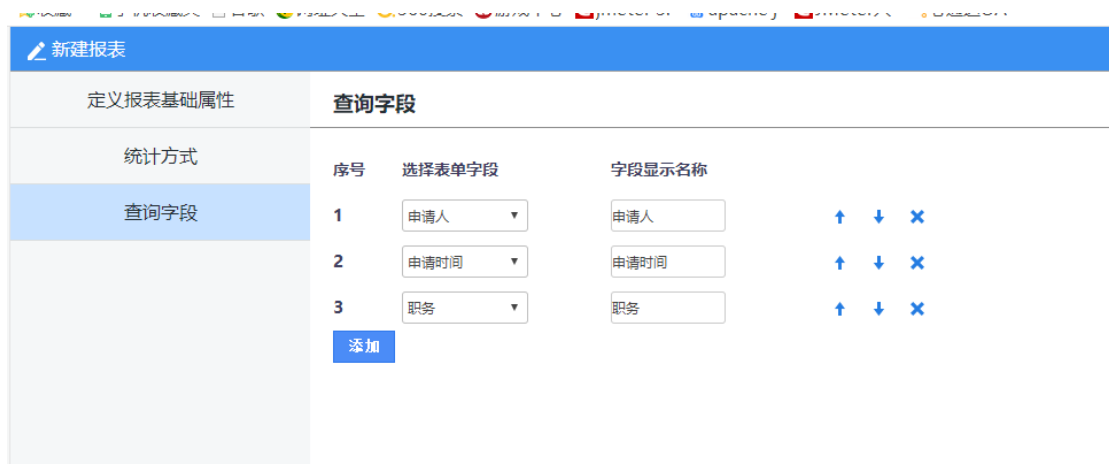 新建报表
定义报表基础属性
统计方式
查询字段
查询字段
序号 选择表单字段 字段显示名称
1 申请人 申请人
2 申请时间 申请时间
3 职务 职务
添加